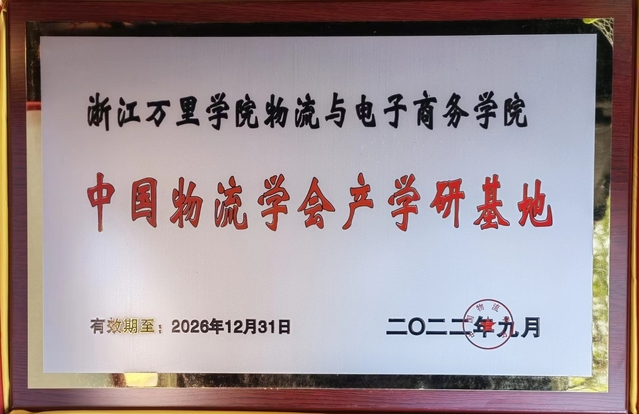 浙江万里学院物流与电子商务学院
中国物流学会产学研基地
有效期至：2026年12月31日
二〇二二年九月